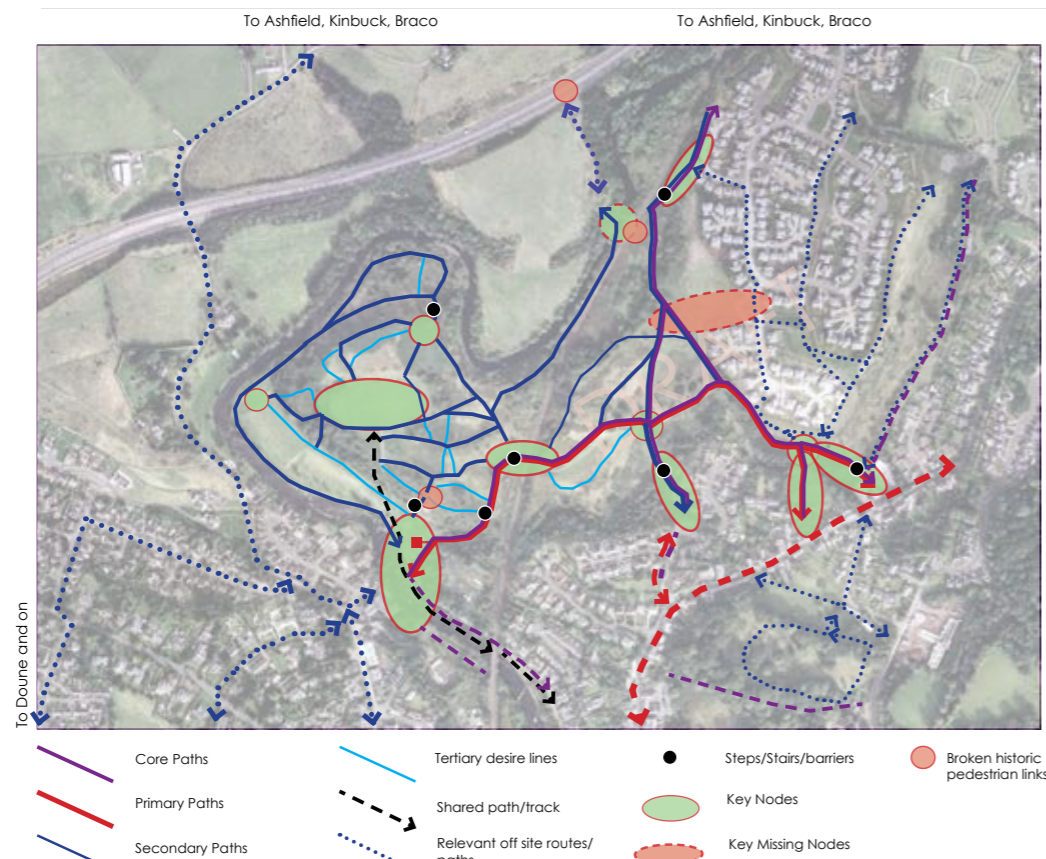 To Ashfield, Kinbuck, Braco
To Ashfield, Kinbuck, Braco
To Doune and on
Core Paths
Primary Paths
Secondary Paths
Tertiary desire lines
Shared path/track
Relevant off site routes/
paths
Steps/Stairs/barriers
Key Nodes
Key Missing Nodes
Broken historic
pedestrian links